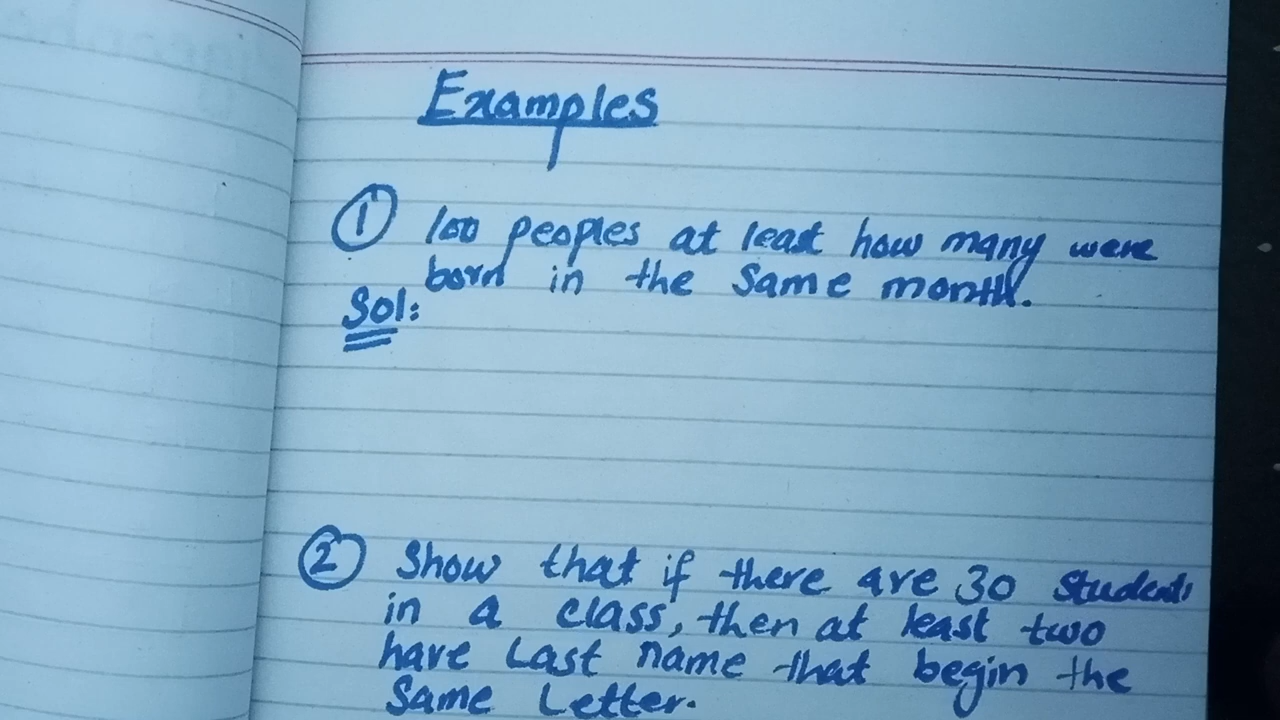 Examples
① 100 peoples at least how many were
born in the same month.
Sol:
② Show that if there are 30 students
in a class, then at least two
have Last name that begin the
Same Letter.